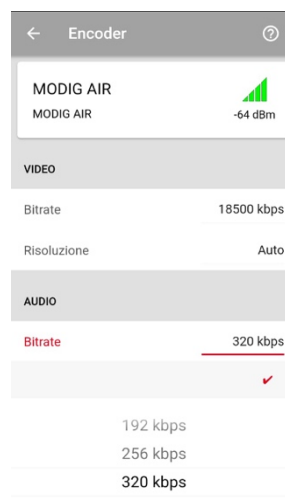 Encoder
MODIG AIR
MODIG AIR
-64 dBm
VIDEO
Bitrate 18500 kbps
Risoluzione Auto
AUDIO
Bitrate 320 kbps
192 kbps
256 kbps
320 kbps